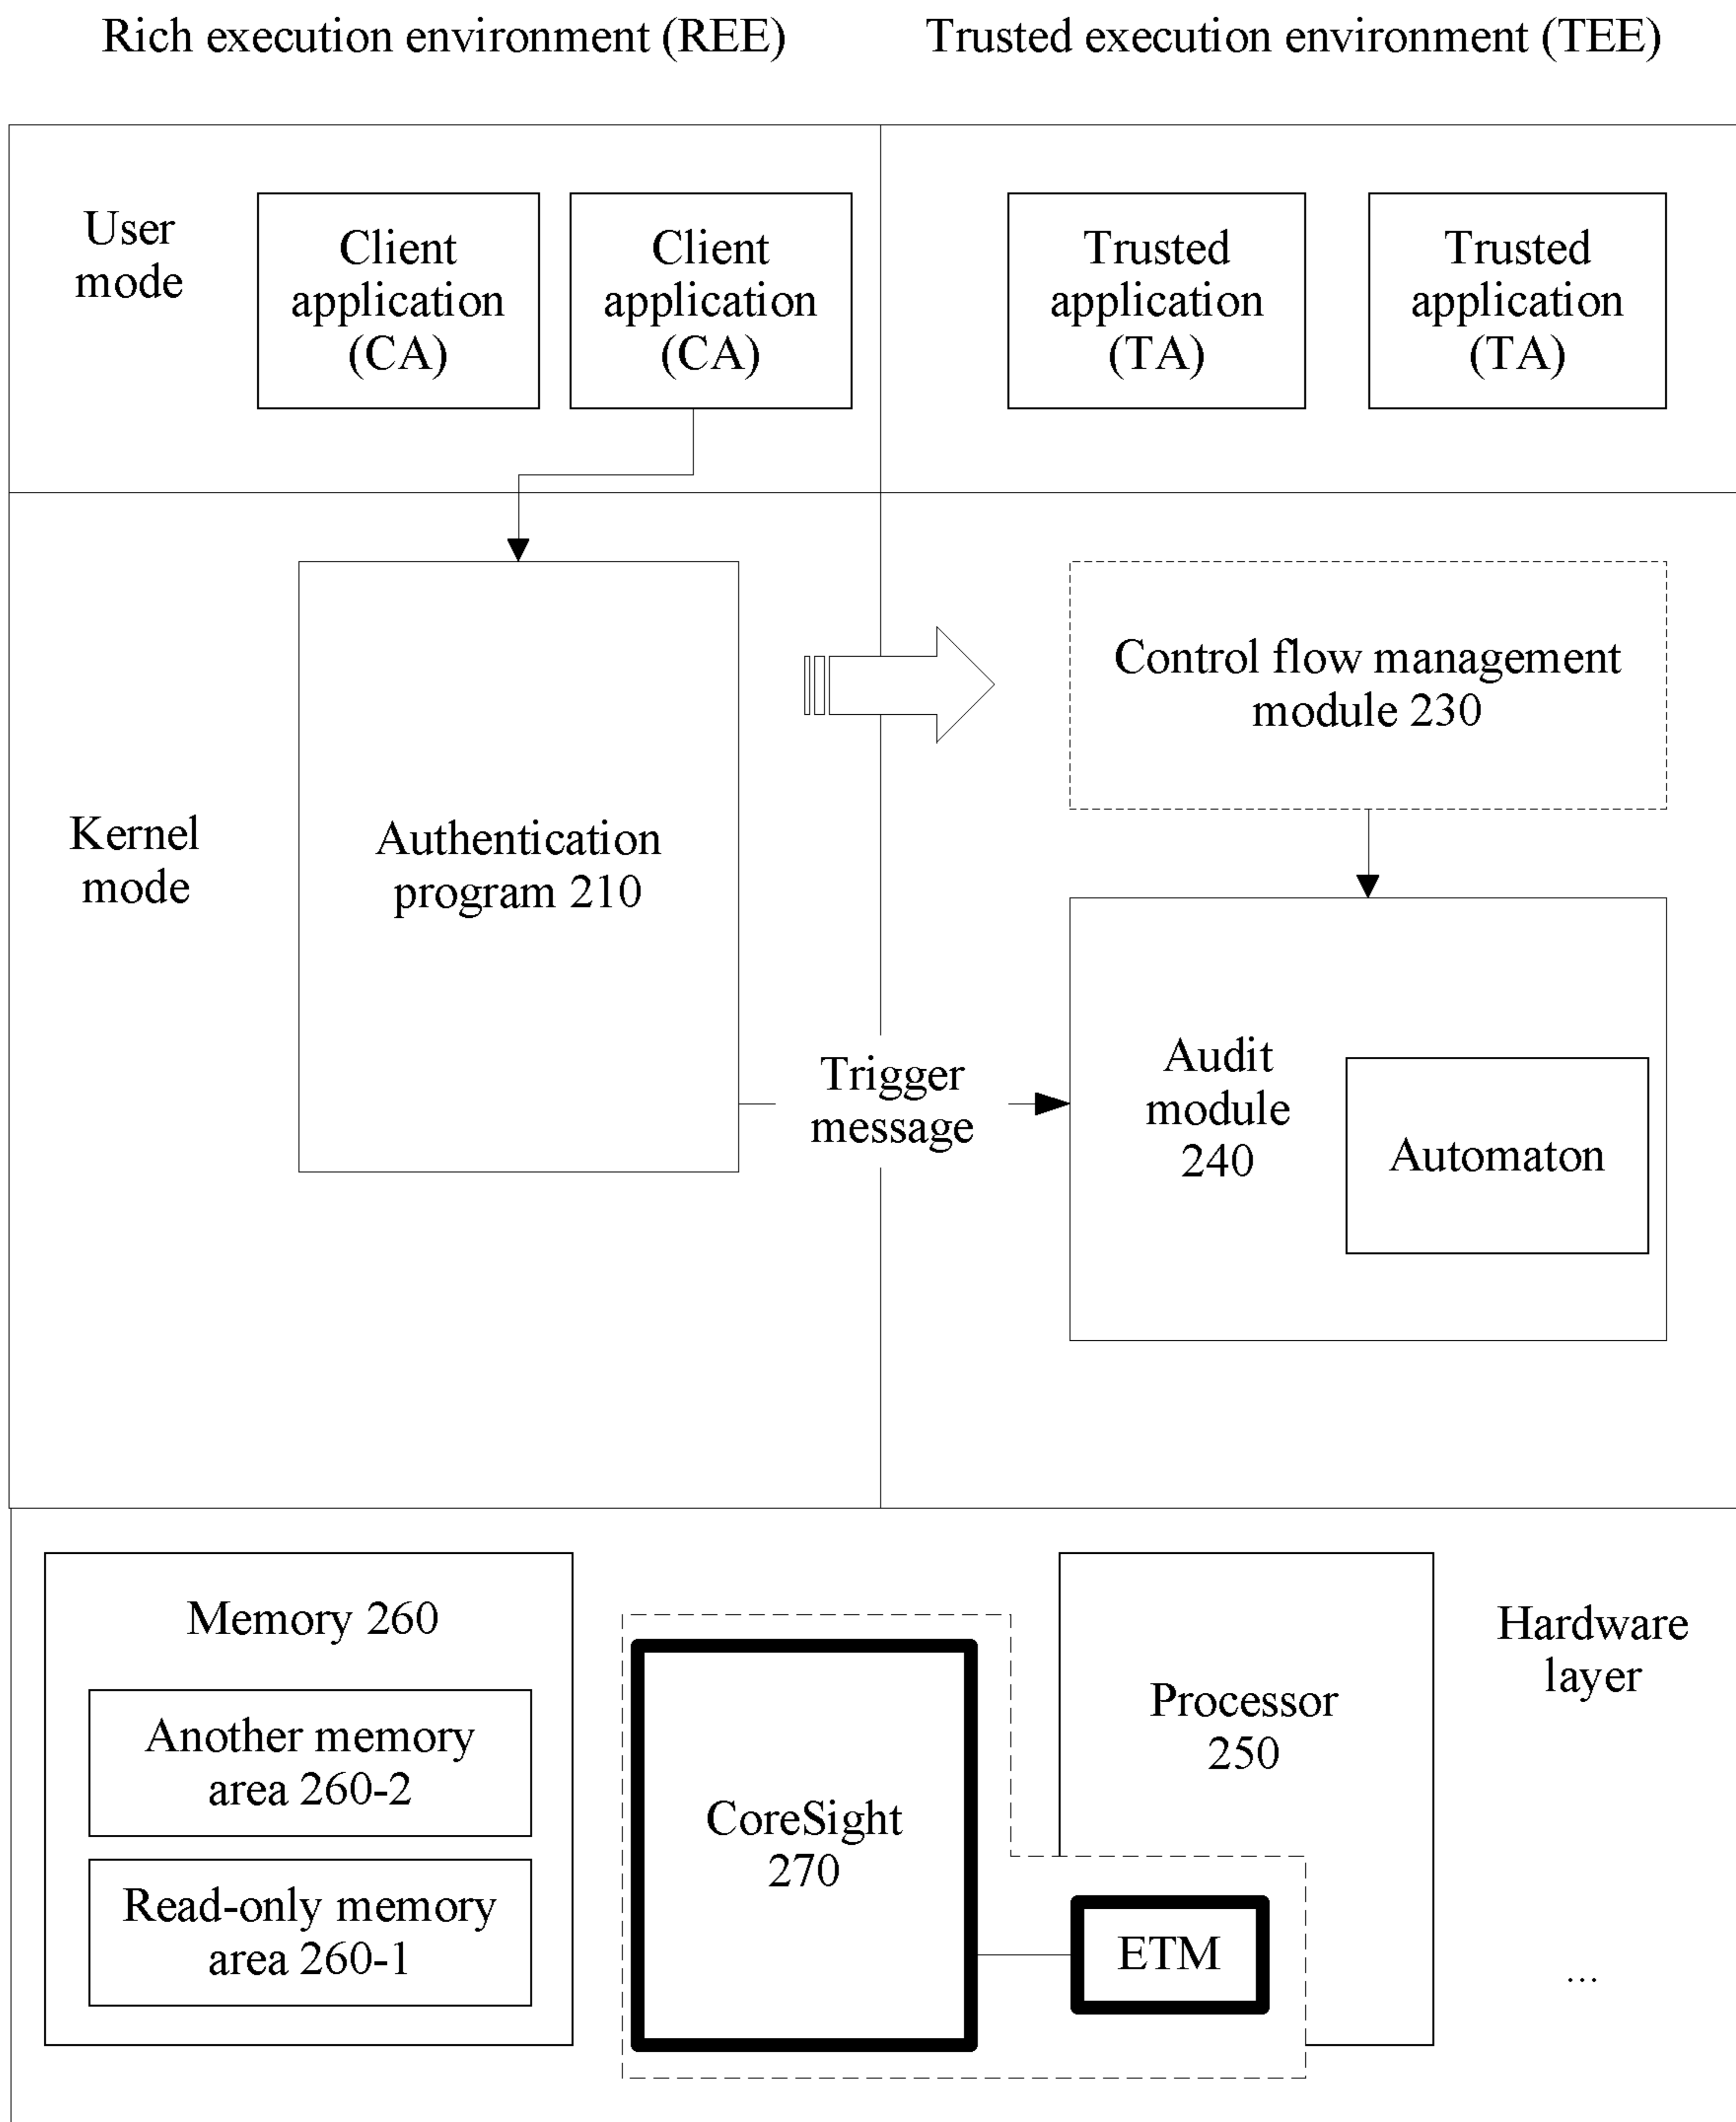 Rich execution environment (REE)
Trusted execution environment (TEE)
User
mode
Client
application
(CA)
Client
application
(CA)
Trusted
application
(TA)
Trusted
application
(TA)
Kernel
mode
Authentication
program 210
Control flow management
module 230
Trigger
message
Audit
module
240
Automaton
Memory 260
Another memory
area 260-2
Read-only memory
area 260-1
CoreSight
270
Processor
250
ETM
Hardware
layer
...